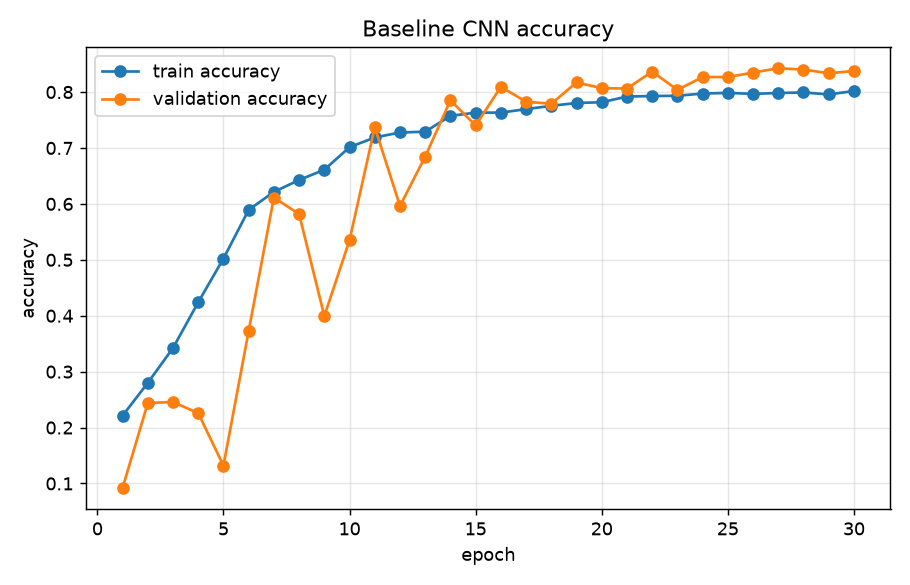 Baseline CNN accuracy
train accuracy
validation accuracy
0.8
0.7
0.6
0.5
0.4
0.3
0.2
0.1
accuracy
0 5 10 15 20 25 30
epoch